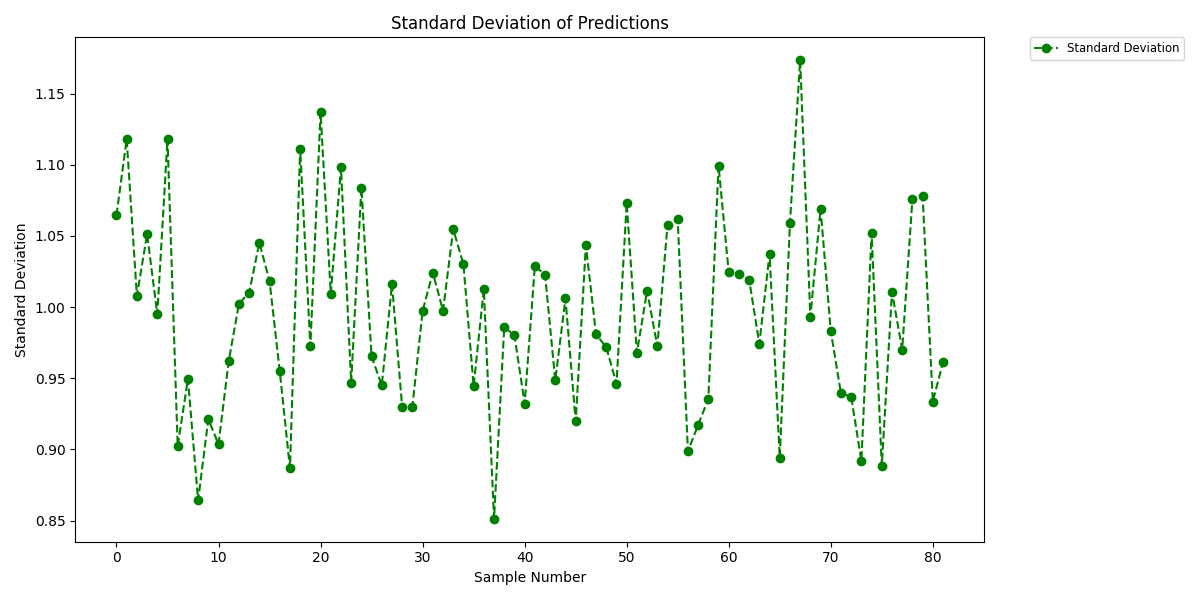 Standard Deviation of Predictions
Standard Deviation
1.15
1.10
1.05
1.00
0.95
0.90
0.85
0 10 20 30 40 50 60 70 80
Sample Number
Standard Deviation